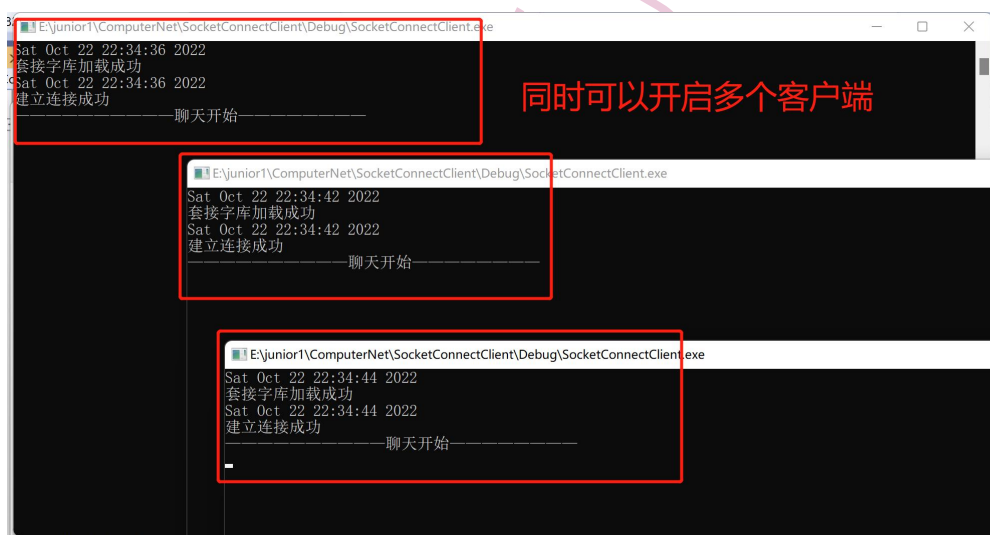 E:\junior1\ComputerNet\SocketConnectClient\Debug\SocketConnectClient.exe
Sat Oct 22 22:34:36 2022
套接字库加载成功
Sat Oct 22 22:34:36 2022
建立连接成功
——————————聊天开始————————
同时可以开启多个客户端
E:\junior1\ComputerNet\SocketConnectClient\Debug\SocketConnectClient.exe
Sat Oct 22 22:34:42 2022
套接字库加载成功
Sat Oct 22 22:34:42 2022
建立连接成功
——————————聊天开始————————
E:\junior1\ComputerNet\SocketConnectClient\Debug\SocketConnectClient.exe
Sat Oct 22 22:34:44 2022
套接字库加载成功
Sat Oct 22 22:34:44 2022
建立连接成功
——————————聊天开始————————